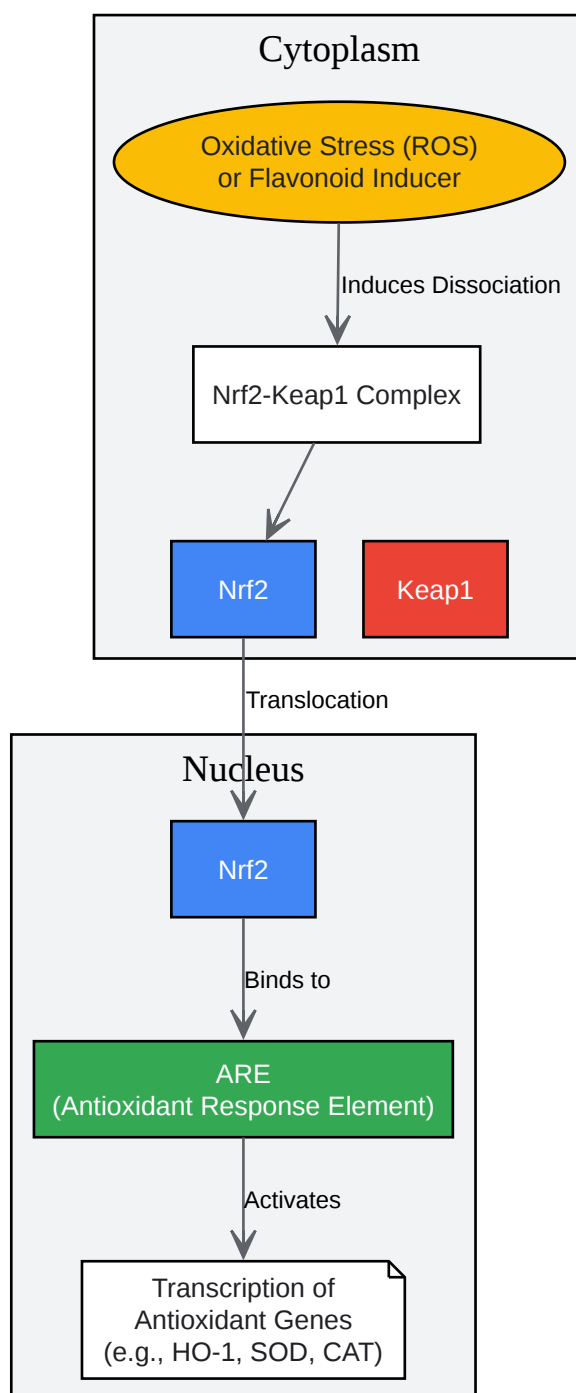 Cytoplasm
Oxidative Stress (ROS)
or Flavonoid Inducer
Induces Dissociation
Nrf2-Keap1 Complex
Nrf2
Keap1
Translocation
Nucleus
Nrf2
Binds to
ARE
(Antioxidant Response Element)
Activates
Transcription of
Antioxidant Genes
(e.g., HO-1, SOD, CAT)